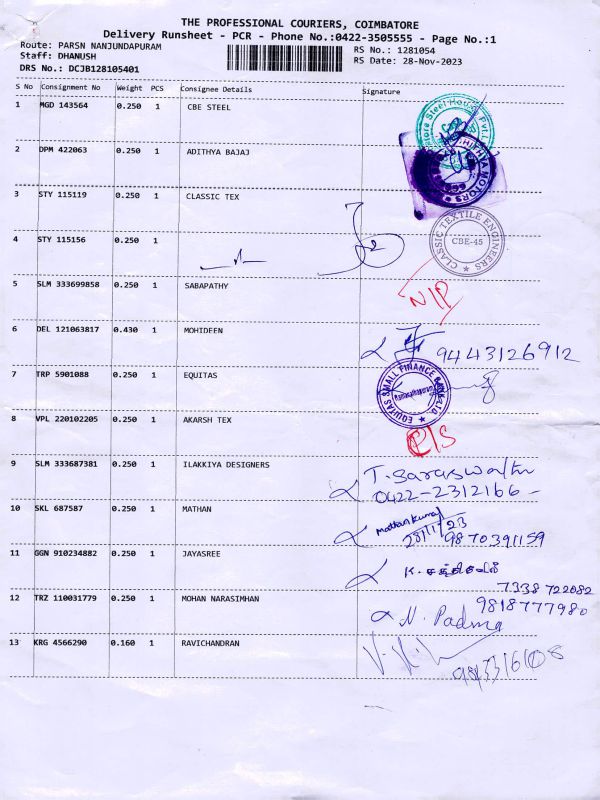 THE PROFESSIONAL COURIERS, COIMBATORE
Delivery Runsheet - PCR - Phone No.:0422-3505555 - Page No.:1
Route: PARSN NANJUNDAPURAM
RS No.: 1281054
Staff: DHANUSH
RS Date: 28-Nov-2023
DRS No.: DCJB128105401
S No Consignment No Weight PCS Consignee Details Signature
1 MGD 143564 0.250 1 CBE STEEL
2 DPM 422063 0.250 1 ADITHYA BAJAJ
MOTORS
3 STY 115119 0.250 1 CLASSIC TEX
CLASSIC TEXTILE ENGINEERS
CBE-45
4 STY 115156 0.250 1
5 SLM 333699858 0.250 1 SABAPATHY
N/P
6 DEL 121063817 0.430 1 MOHIDEEN 9443126912
7 TRP 5901088 0.250 1 EQUITAS
EQUITAS SMALL FINANCE BANK LTD
8 VPL 220102205 0.250 1 AKARSH TEX
C/S
9 SLM 333687381 0.250 1 ILAKKIYA DESIGNERS T. Saraswathi
0422-2312166
10 SKL 687587 0.250 1 MATHAN Mathankumar
28/11/23 9870391159
11 GGN 910234882 0.250 1 JAYASREE
7338722082
12 TRZ 110031779 0.250 1 MOHAN NARASIMHAN N. Padma 9818777980
13 KRG 4566290 0.160 1 RAVICHANDRAN